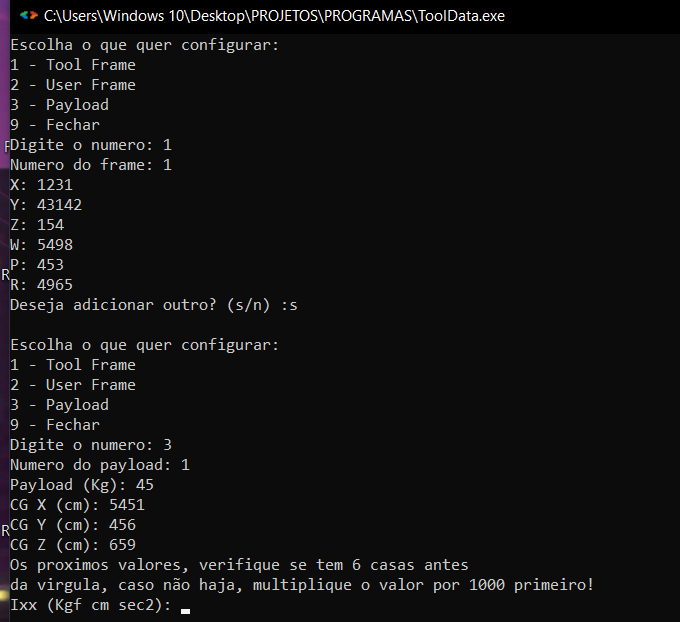 C:\Users\Windows 10\Desktop\PROJETOS\PROGRAMAS\ToolData.exe
Escolha o que quer configurar:
1 - Tool Frame
2 - User Frame
3 - Payload
9 - Fechar
Digite o numero: 1
Numero do frame: 1
X: 1231
Y: 43142
Z: 154
W: 5498
P: 453
R: 4965
Deseja adicionar outro? (s/n) :s
Escolha o que quer configurar:
1 - Tool Frame
2 - User Frame
3 - Payload
9 - Fechar
Digite o numero: 3
Numero do payload: 1
Payload (Kg): 45
CG X (cm): 5451
CG Y (cm): 456
CG Z (cm): 659
Os proximos valores, verifique se tem 6 casas antes
da virgula, caso não haja, multiplique o valor por 1000 primeiro!
Ixx (Kgf cm sec2):